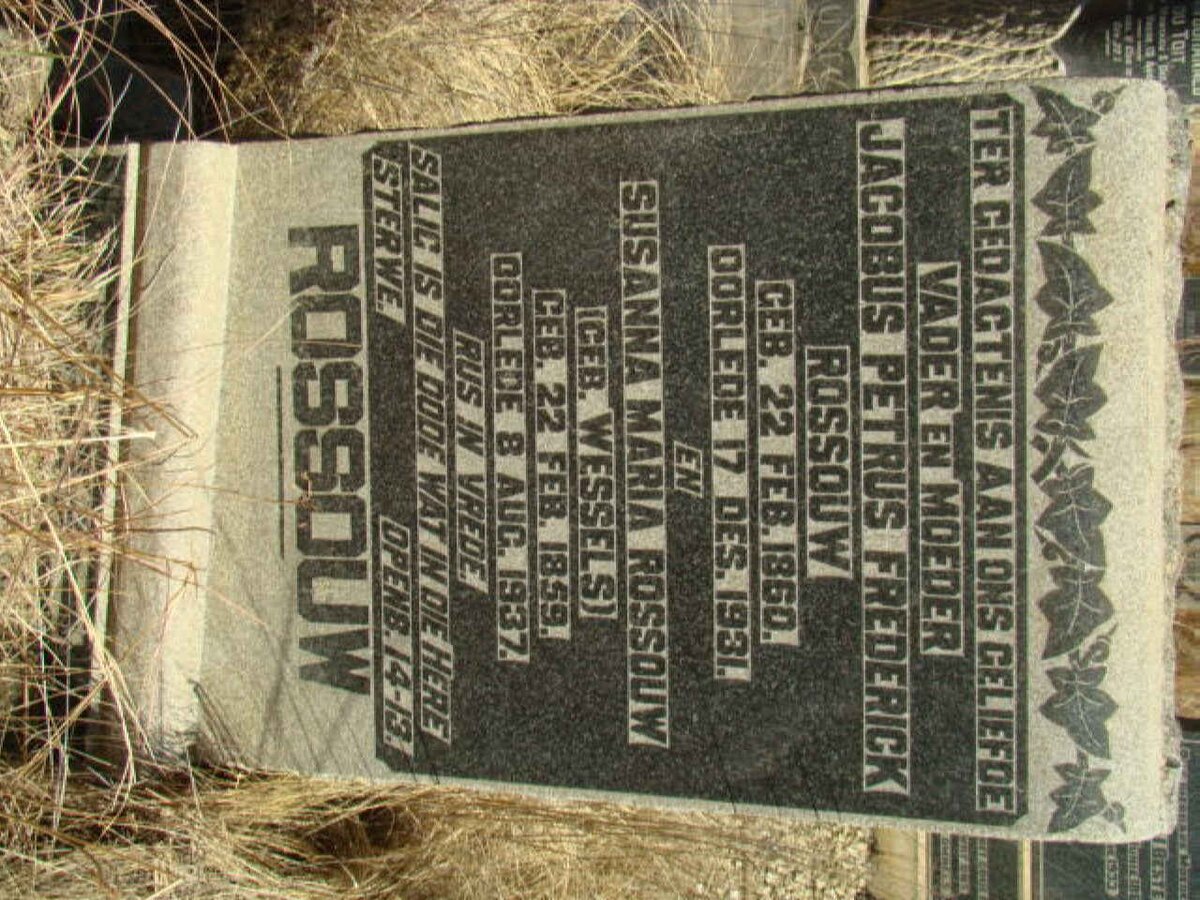 TER GEDAGTENIS AAN ONS GELIEFDE
VADER EN MOEDER
JACOBUS PETRUS FREDERICK
ROSSOUW
GEB. 22 FEB. 1860.
OORLEDE 17 DES. 1931.
EN
SUSANNA MARIA ROSSOUW
(GEB. WESSELS)
GEB. 22 FEB. 1859.
OORLEDE 8 AUG. 1937.
RUS IN VREDE.
SALIG IS DIE DODE WAT IN DIE HERE
STERWE. OPENB. 14-13.
ROSSOUW